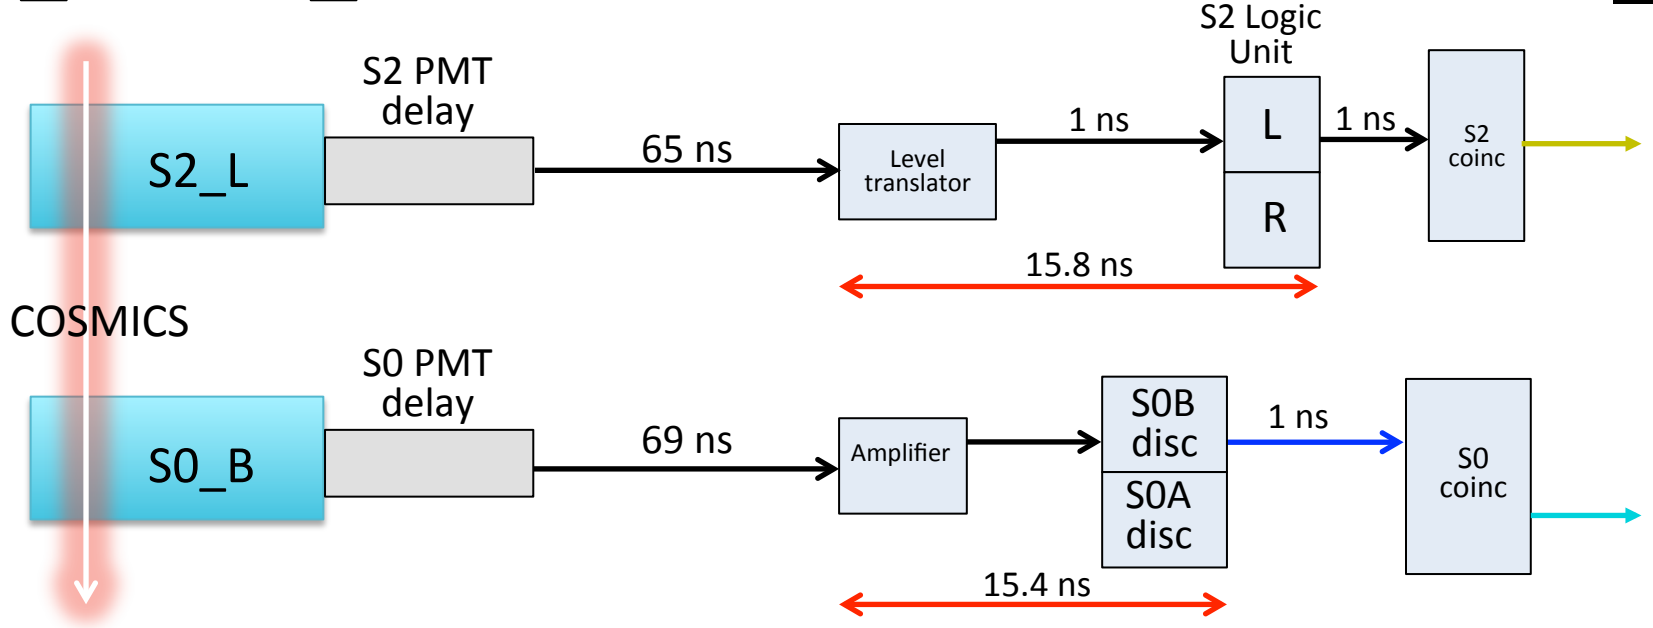 S2 Logic
Unit
S2 PMT
delay
S2_L
65 ns
Level
translator
1 ns
L
R
1 ns
S2
coinc
15.8 ns
COSMICS
S0 PMT
delay
S0_B
69 ns
Amplifier
S0B
disc
S0A
disc
1 ns
S0
coinc
15.4 ns